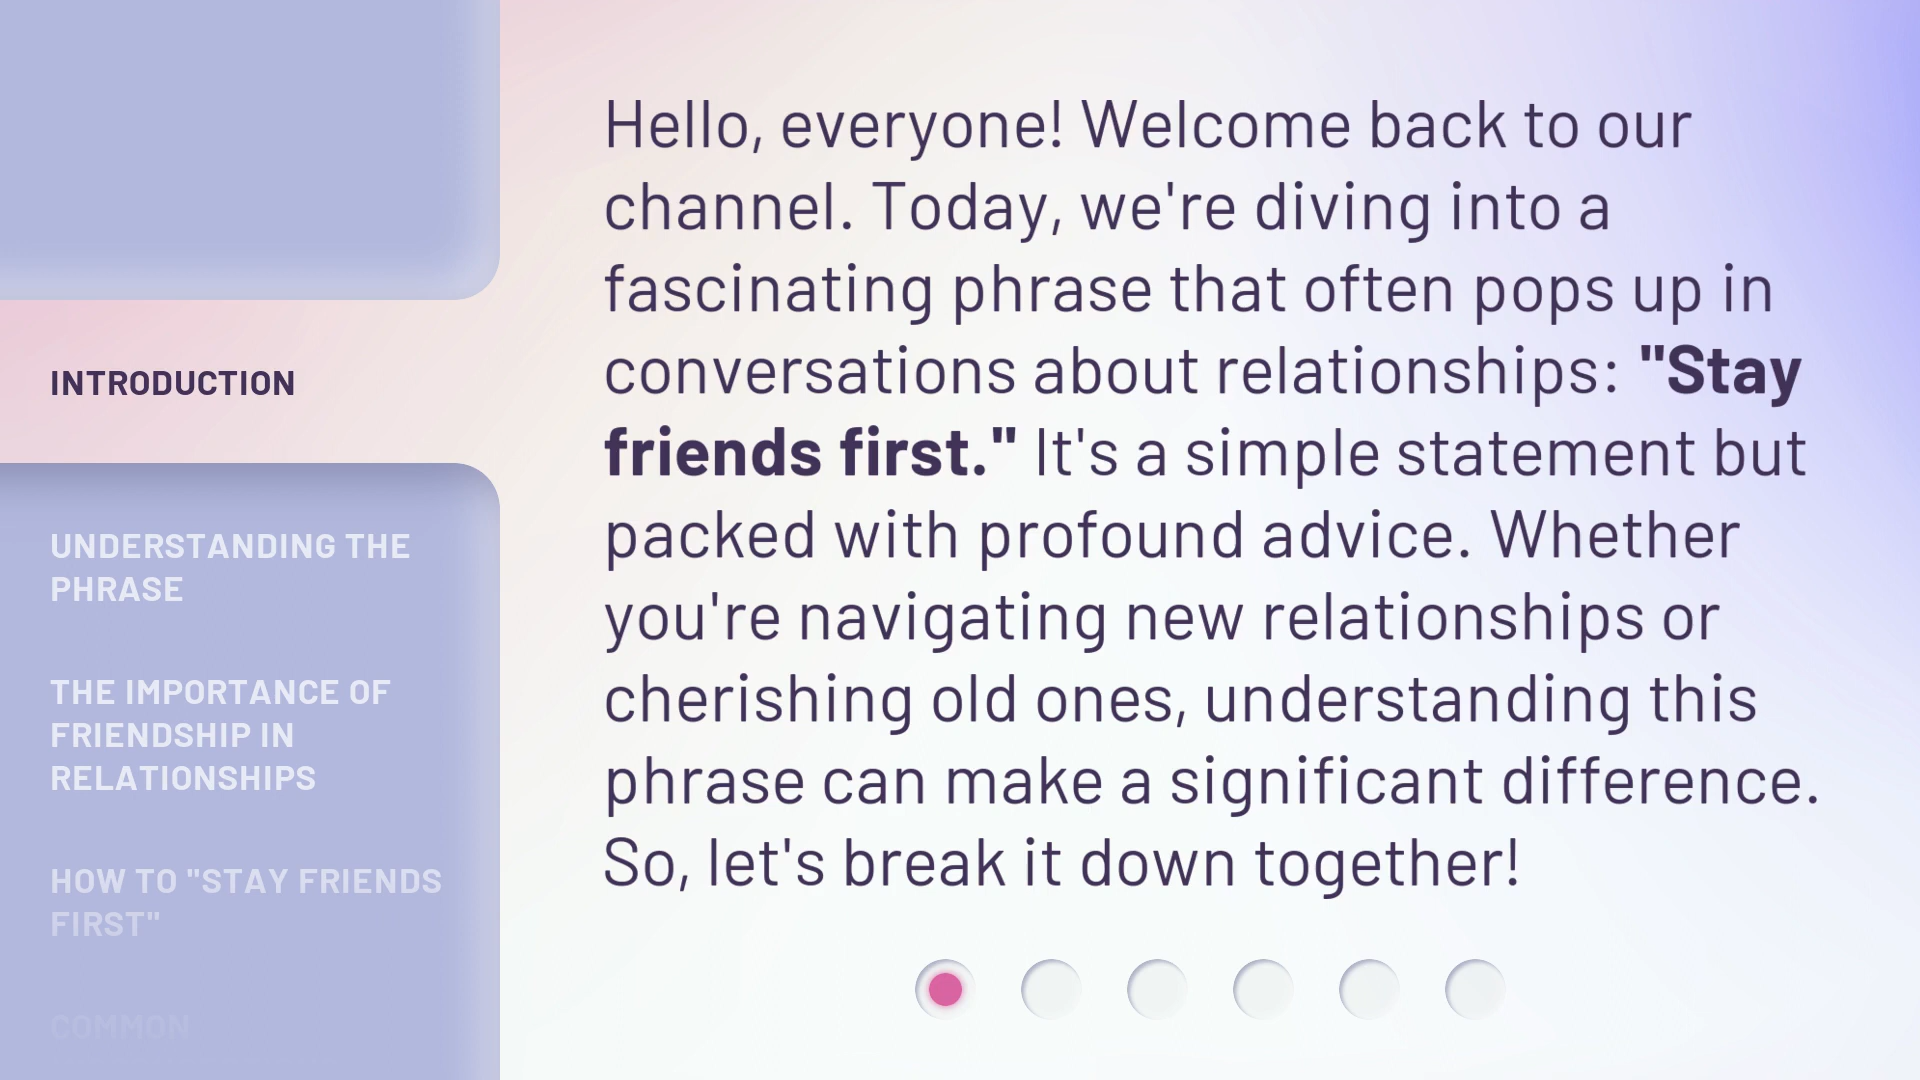 INTRODUCTION
UNDERSTANDING THE
PHRASE
THE IMPORTANCE OF
FRIENDSHIP IN
RELATIONSHIPS
HOW TO "STAY FRIENDS
FIRST"
COMMON
Hello, everyone! Welcome back to our
channel. Today, we're diving into a
fascinating phrase that often pops up in
conversations about relationships: "Stay
friends first." It's a simple statement but
packed with profound advice. Whether
you're navigating new relationships or
cherishing old ones, understanding this
phrase can make a significant difference.
So, let's break it down together!